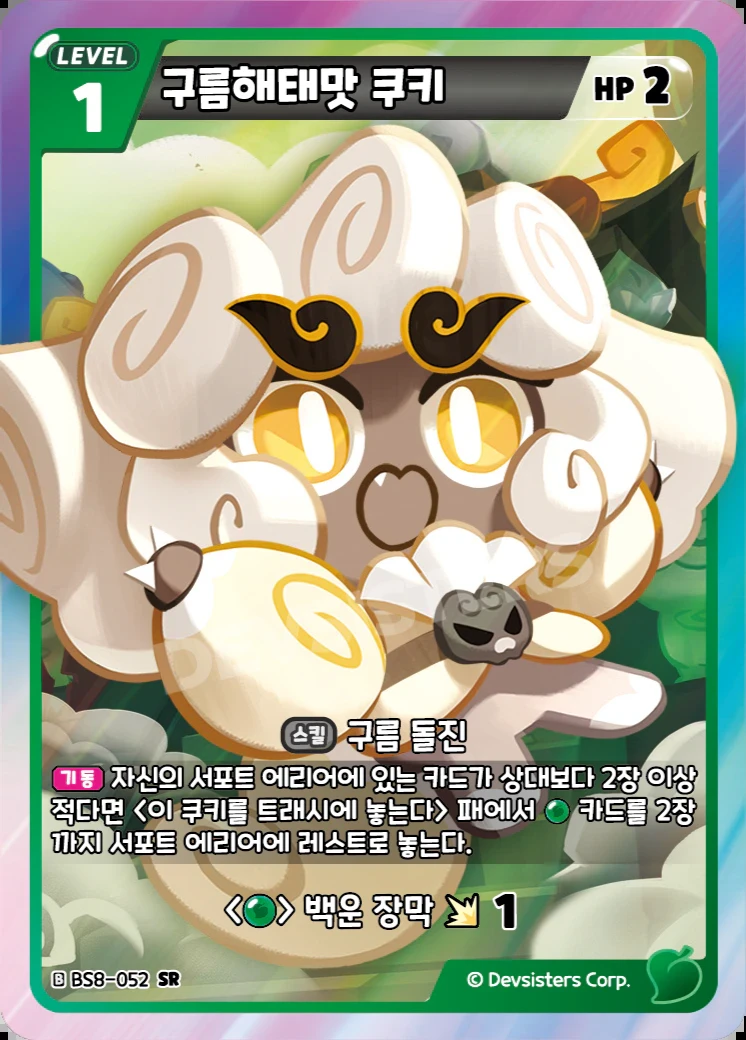 LEVEL
1
구름해태맛 쿠키
HP 2
DEVSISTERS
스킬 구름 돌진
기동 자신의 서포트 에리어에 있는 카드가 상대보다 2장 이상
적다면 <이 쿠키를 트래시에 놓는다> 패에서 카드를 2장
까지 서포트 에리어에 레스트로 놓는다.
< > 백운 장막 1
B BS8-052 SR
© Devsisters Corp.